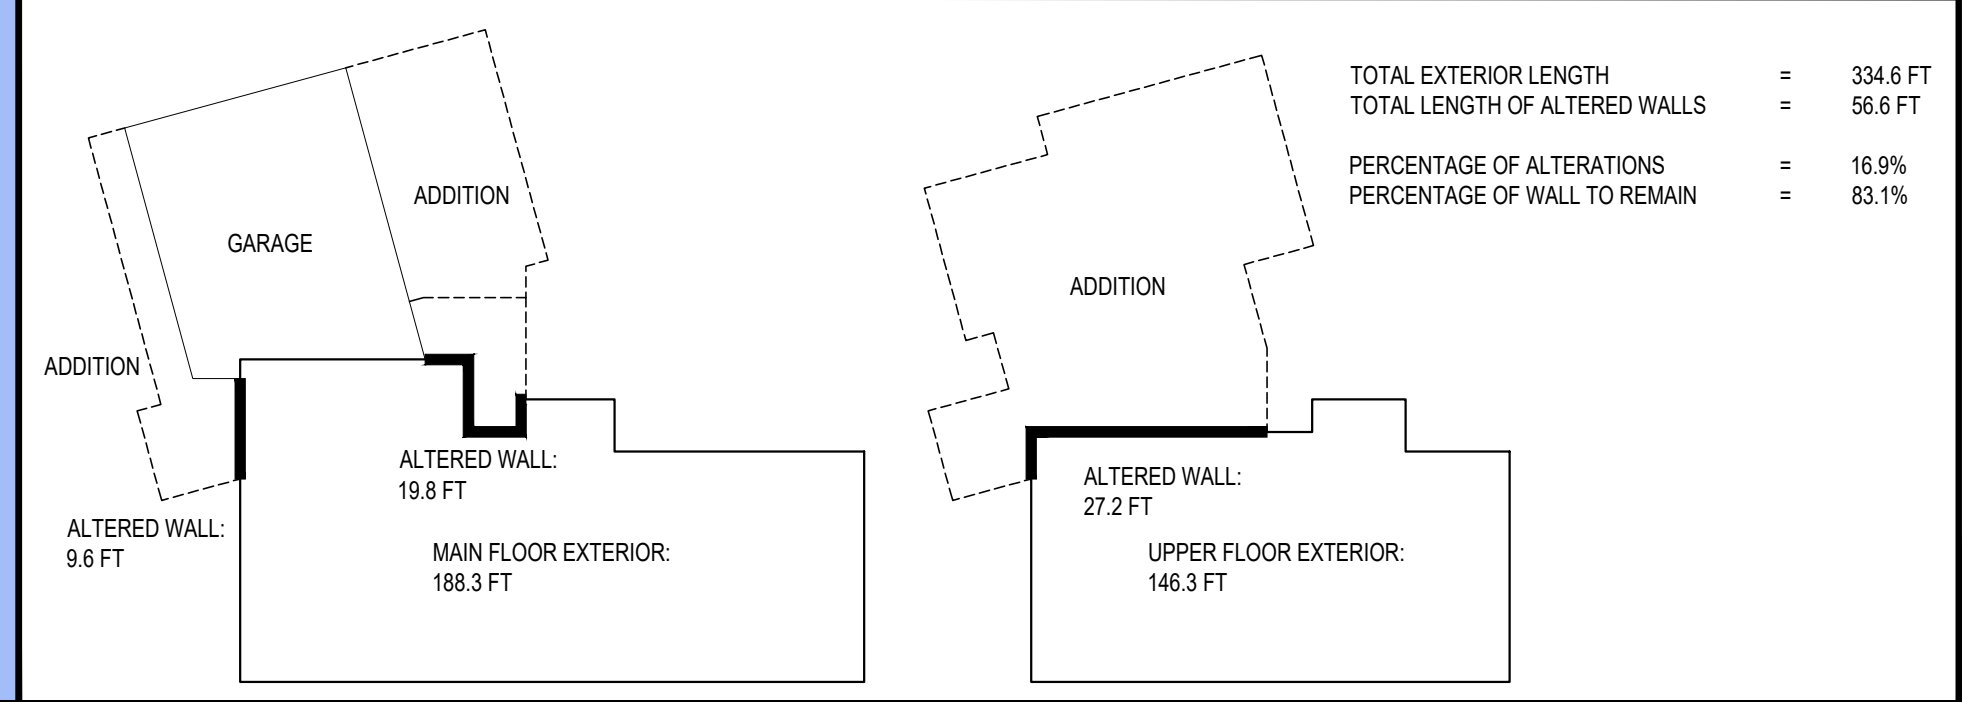 ADDITION
GARAGE
ADDITION
ALTERED WALL:
9.6 FT
ALTERED WALL:
19.8 FT
MAIN FLOOR EXTERIOR:
188.3 FT
ADDITION
ALTERED WALL:
27.2 FT
UPPER FLOOR EXTERIOR:
146.3 FT
TOTAL EXTERIOR LENGTH = 334.6 FT
TOTAL LENGTH OF ALTERED WALLS = 56.6 FT
PERCENTAGE OF ALTERATIONS = 16.9%
PERCENTAGE OF WALL TO REMAIN = 83.1%